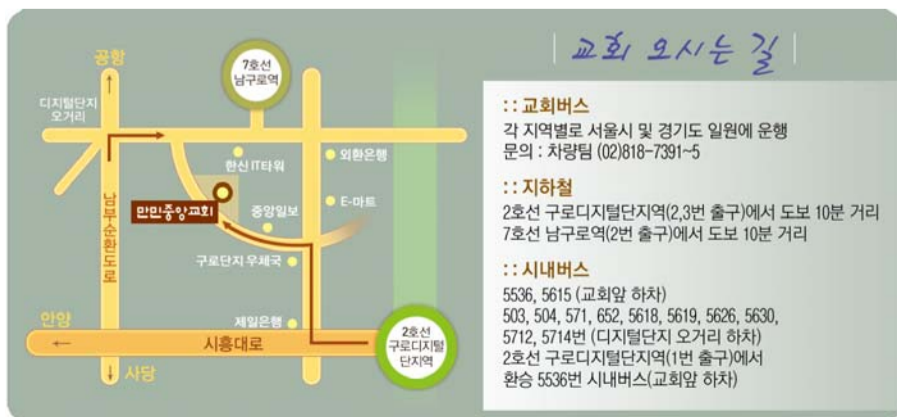 공항
7호선
남구로역
디지털단지
오거리
한신 IT타워
외환은행
만민중앙교회
중앙일보
E-마트
남부순환도로
구로단지 우체국
제일은행
안양
시흥대로
2호선
구로디지털
단지역
사당
교회 오시는 길
::교회버스
각 지역별로 서울시 및 경기도 일원에 운행
문의 : 차량팀 (02)818-7391~5
::지하철
2호선 구로디지털단지역(2,3번 출구)에서 도보 10분 거리
7호선 남구로역(2번 출구)에서 도보 10분 거리
::시내버스
5536, 5615 (교회앞 하차)
503, 504, 571, 652, 5618, 5619, 5626, 5630,
5712, 5714번 (디지털단지 오거리 하차)
2호선 구로디지털단지역(1번 출구)에서
환승 5536번 시내버스(교회앞 하차)